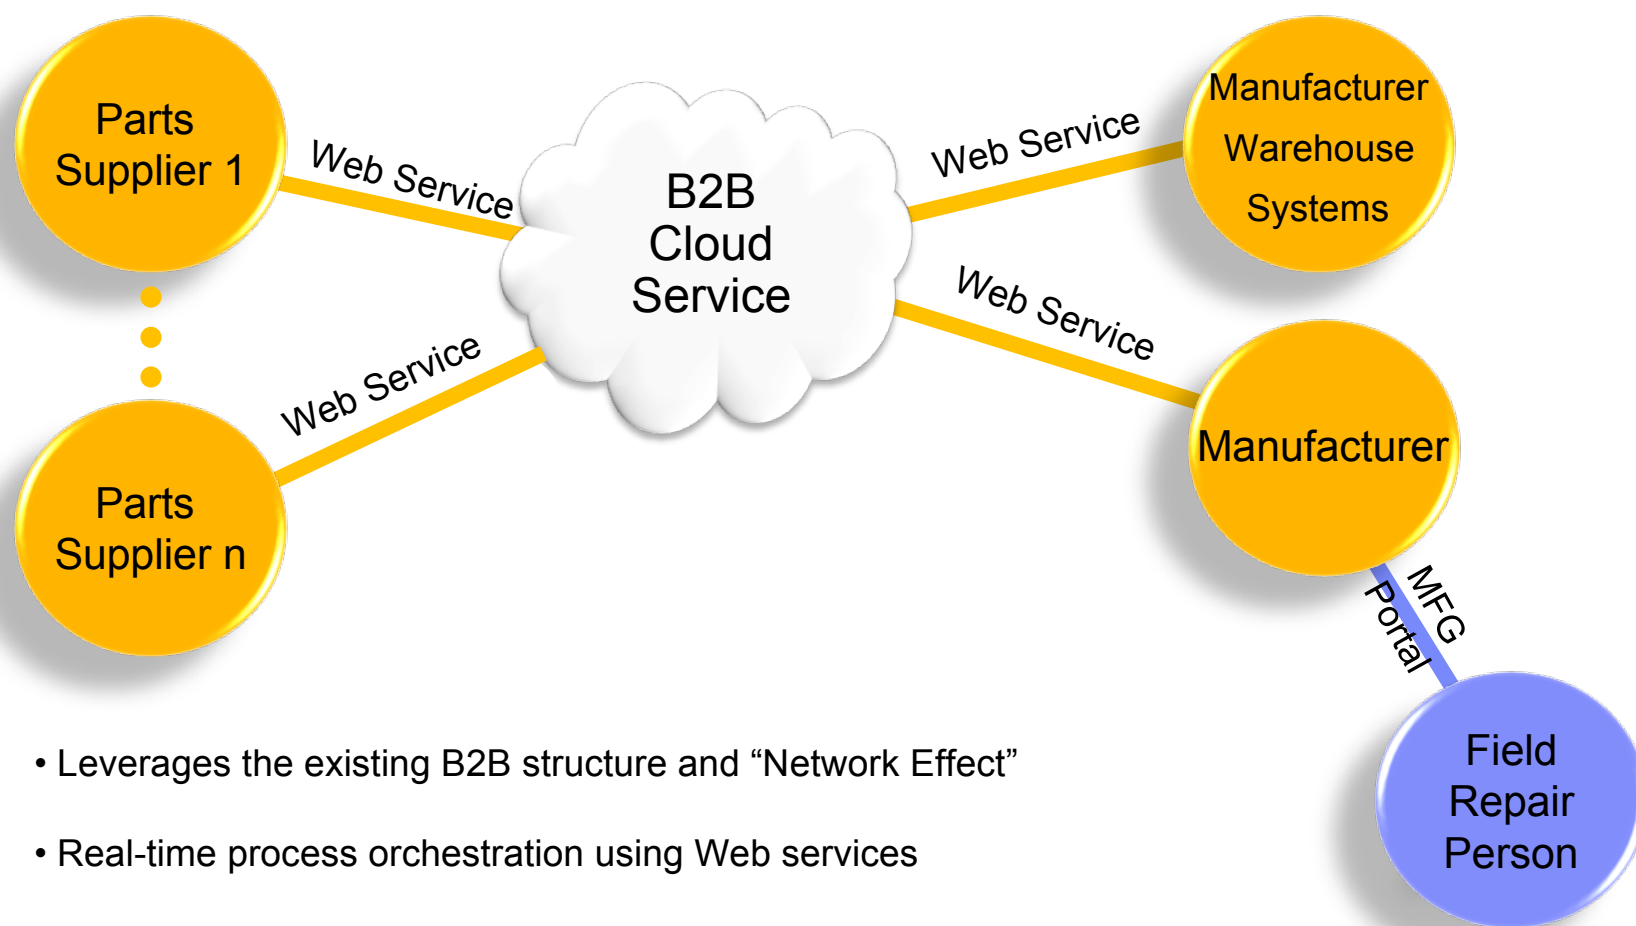 Parts
Supplier 1
Web Service
B2B
Cloud
Service
Web Service
Manufacturer
Warehouse
Systems
Web Service
Parts
Supplier n
Web Service
Manufacturer
MFG
Portal
Field
Repair
Person
• Leverages the existing B2B structure and “Network Effect”
• Real-time process orchestration using Web services